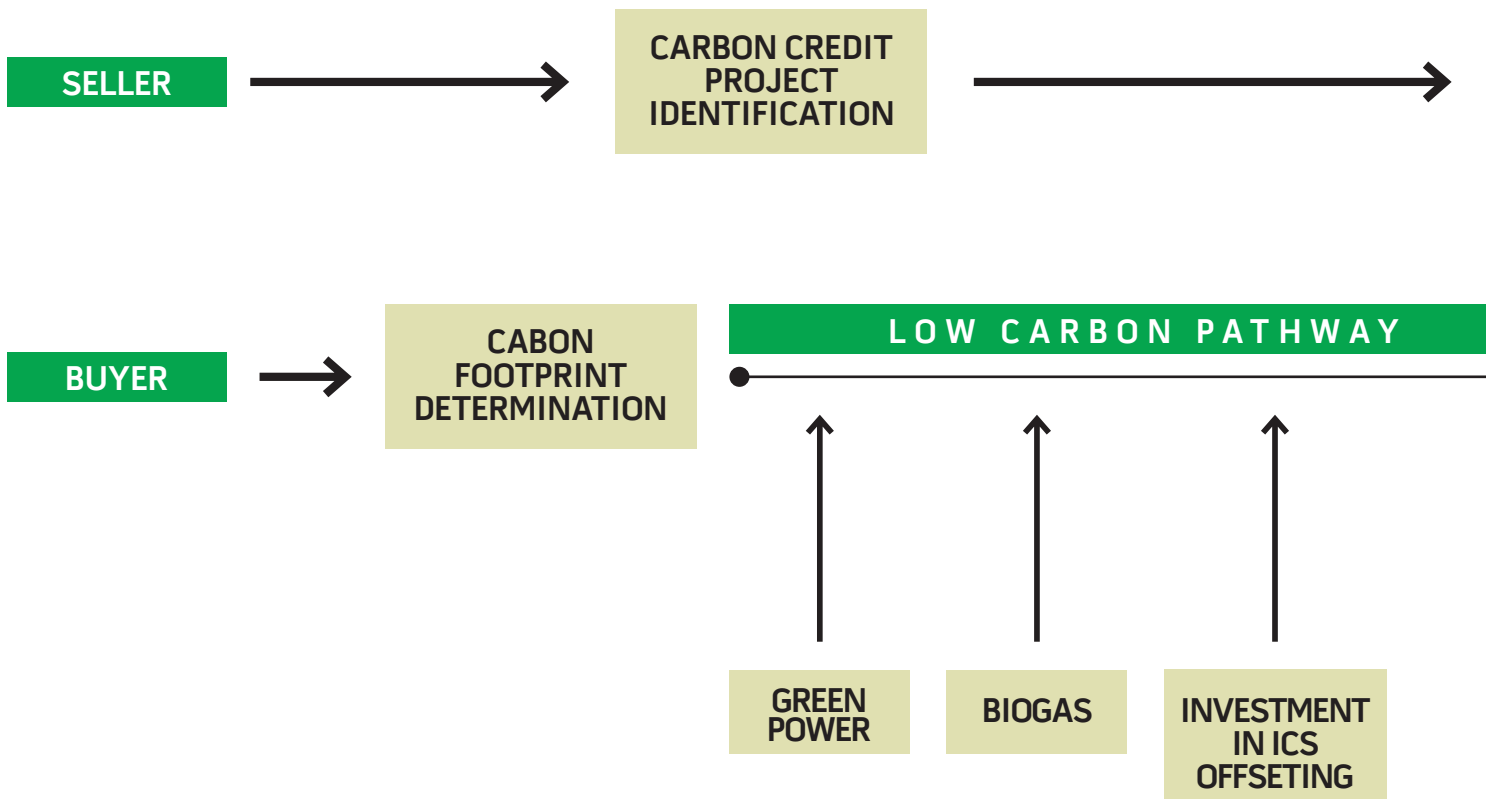 SELLER
CARBON CREDIT
PROJECT
IDENTIFICATION
BUYER
CABON
FOOTPRINT
DETERMINATION
LOW CARBON PATHWAY
GREEN
POWER
BIOGAS
INVESTMENT
IN ICS
OFFSETING